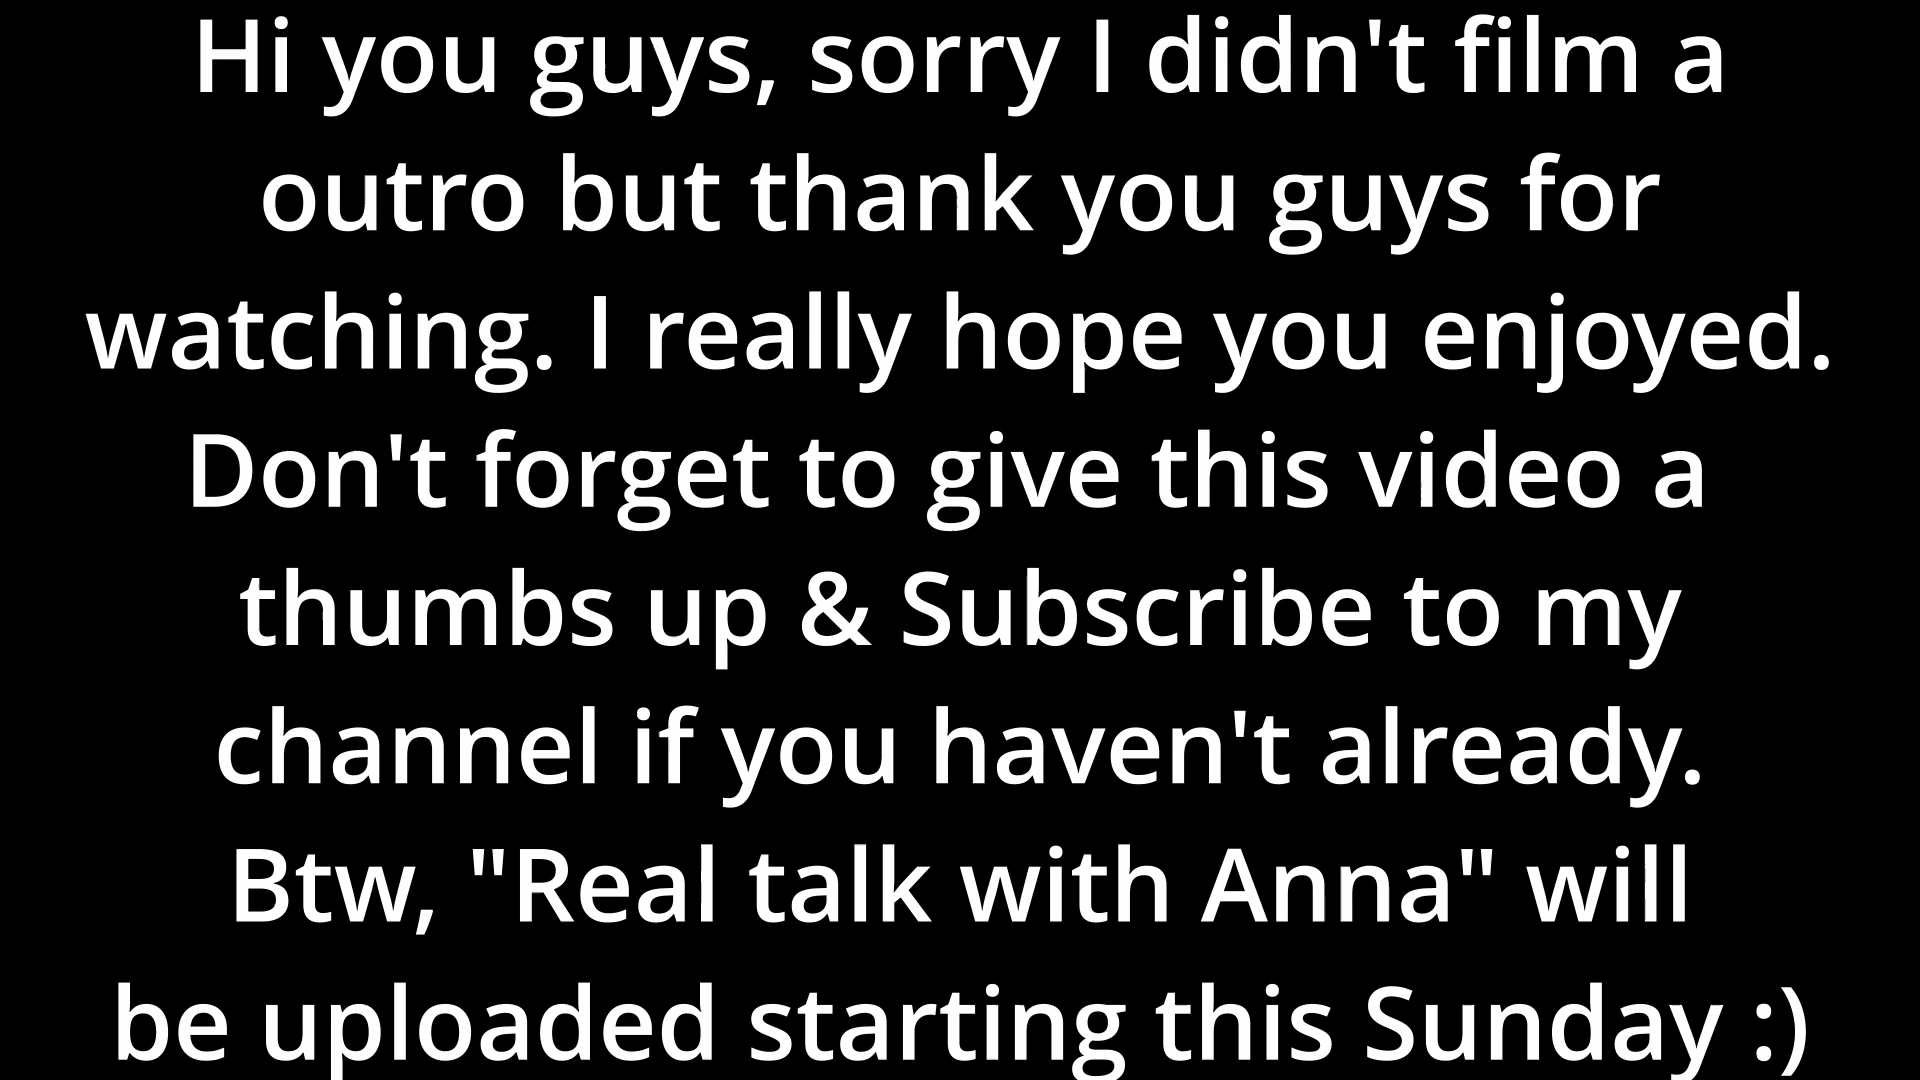 Hi you guys, sorry I didn't film a
outro but thank you guys for
watching. I really hope you enjoyed.
Don't forget to give this video a
thumbs up & Subscribe to my
channel if you haven't already.
Btw, "Real talk with Anna" will
be uploaded starting this Sunday :)